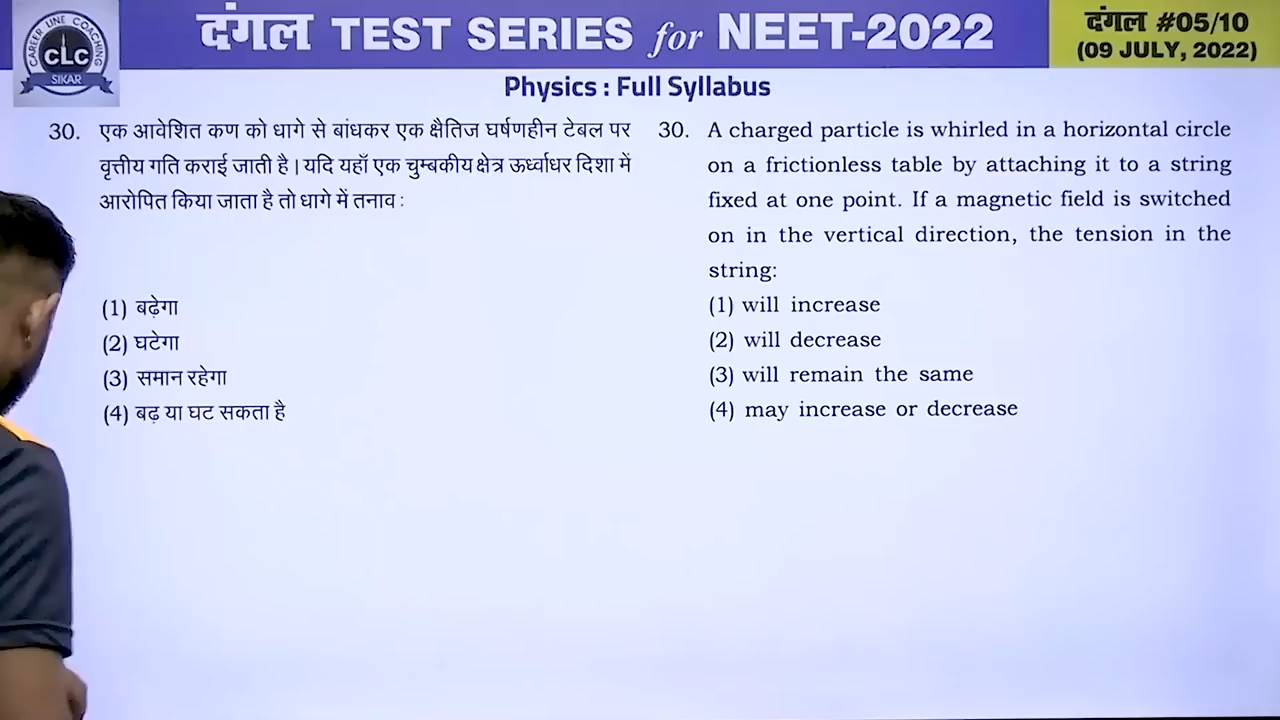 CAREER LINE COACHING
CLC
SIKAR
दंगल TEST SERIES for NEET-2022
दंगल #05/10
(09 JULY, 2022)
Physics : Full Syllabus
30. एक आवेशित कण को धागे से बांधकर एक क्षैतिज घर्षणहीन टेबल पर
वृत्तीय गति कराई जाती है। यदि यहाँ एक चुम्बकीय क्षेत्र ऊर्ध्वाधर दिशा में
आरोपित किया जाता है तो धागे में तनाव :
(1) बढ़ेगा
(2) घटेगा
(3) समान रहेगा
(4) बढ़ या घट सकता है
30. A charged particle is whirled in a horizontal circle
on a frictionless table by attaching it to a string
fixed at one point. If a magnetic field is switched
on in the vertical direction, the tension in the
string:
(1) will increase
(2) will decrease
(3) will remain the same
(4) may increase or decrease